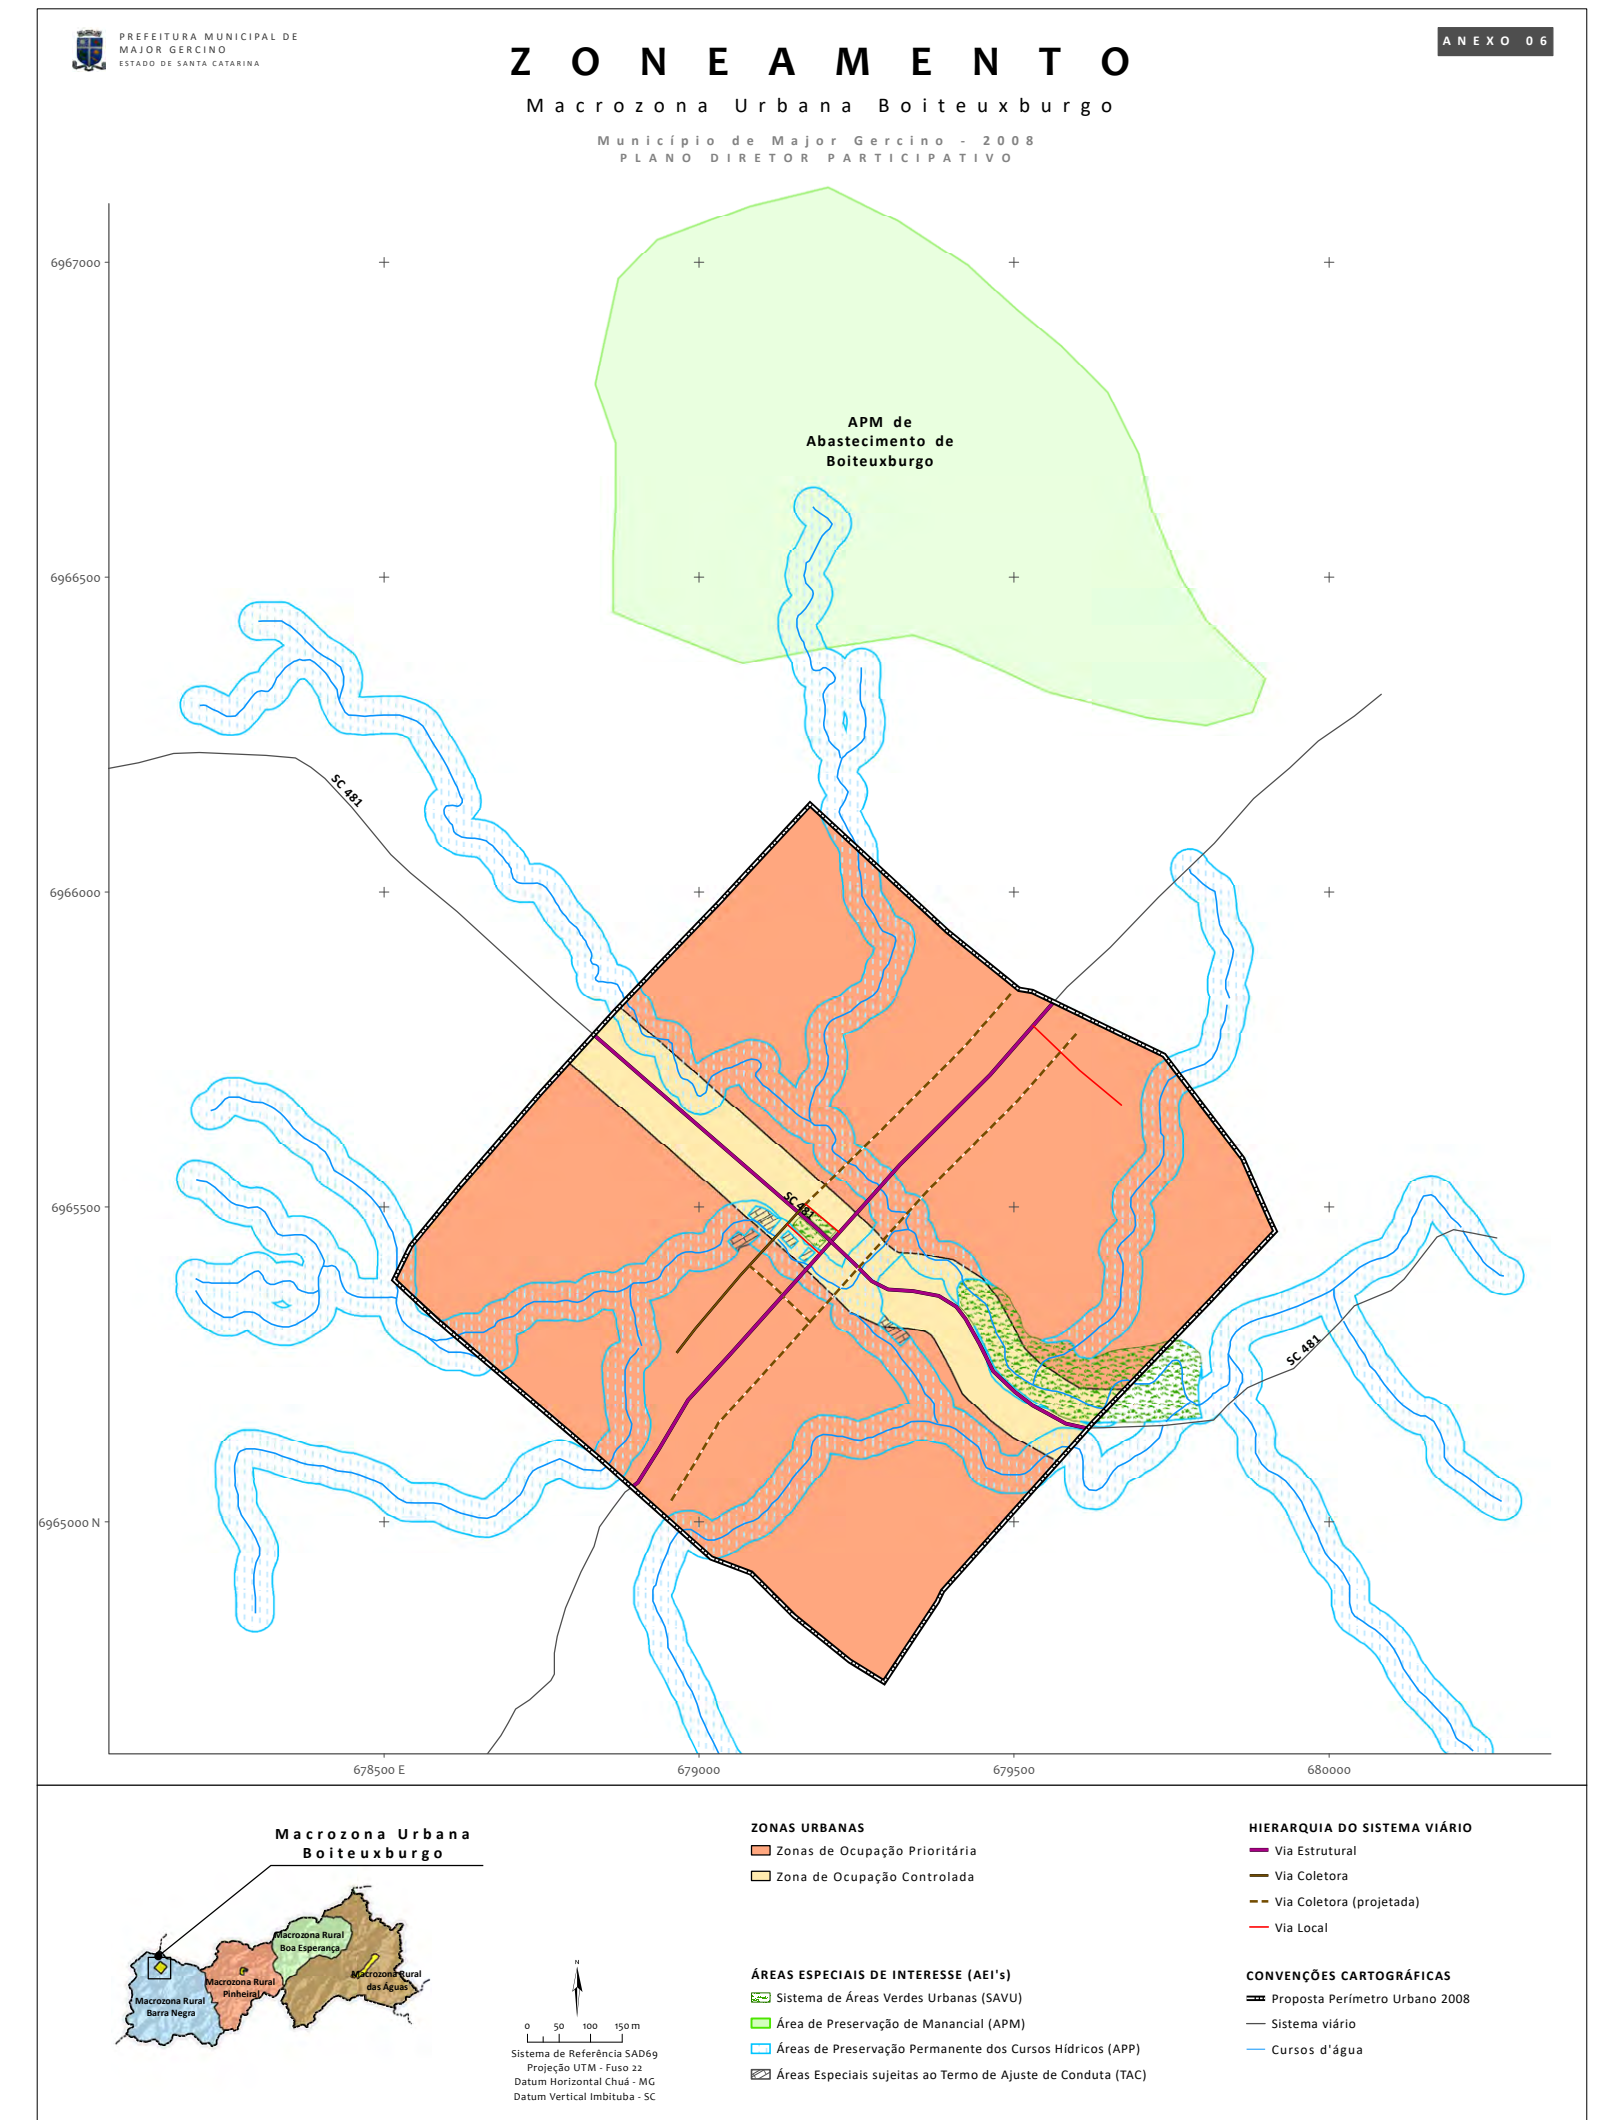 PREFEITURA MUNICIPAL DE
MAJOR GERCINO
ESTADO DE SANTA CATARINA
ZONEAMENTO
Macrozona Urbana Boiteuxburgo
Município de Major Gercino - 2008
PLANO DIRETOR PARTICIPATIVO
ANEXO 06
6967000
APM de
Abastecimento de
Boiteuxburgo
6966500
SC 481
6966000
6965500
SC 481
SC 481
6965000 N
678500 E
679000
679500
680000
Macrozona Urbana
Boiteuxburgo
Macrozona Rural
Boa Esperança
Macrozona Rural
das Águas
Macrozona Rural
Pinheiral
Macrozona Rural
Barra Negra
N
0 50 100 150 m
Sistema de Referência SAD69
Projeção UTM - Fuso 22
Datum Horizontal Chuá - MG
Datum Vertical Imbituba - SC
ZONAS URBANAS
Zonas de Ocupação Prioritária
Zona de Ocupação Controlada
ÁREAS ESPECIAIS DE INTERESSE (AEI's)
Sistema de Áreas Verdes Urbanas (SAVU)
Área de Preservação de Manancial (APM)
Áreas de Preservação Permanente dos Cursos Hídricos (APP)
Áreas Especiais sujeitas ao Termo de Ajuste de Conduta (TAC)
HIERARQUIA DO SISTEMA VIÁRIO
Via Estrutural
Via Coletora
Via Coletora (projetada)
Via Local
CONVENÇÕES CARTOGRÁFICAS
Proposta Perímetro Urbano 2008
Sistema viário
Cursos d'água